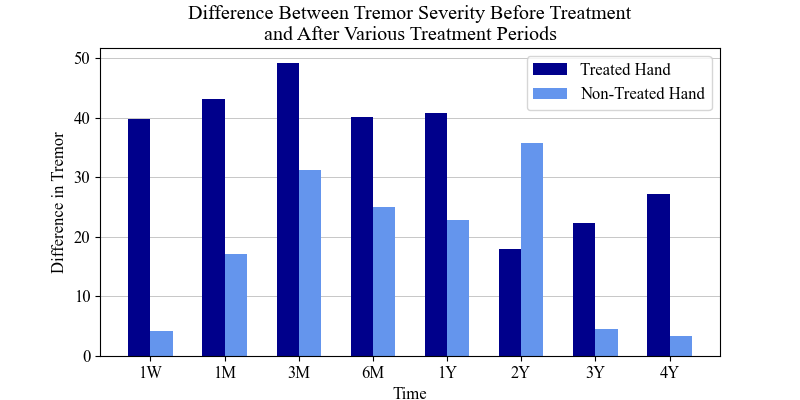 Difference Between Tremor Severity Before Treatment
and After Various Treatment Periods
Treated Hand
Non-Treated Hand
Difference in Tremor
50
40
30
20
10
0
1W 1M 3M 6M 1Y 2Y 3Y 4Y
Time